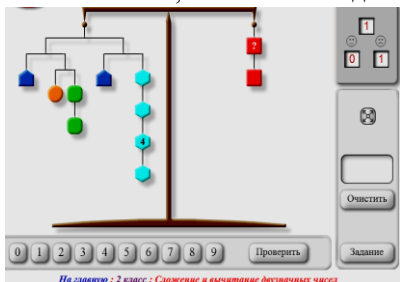 1
?
0 1
4
Очистить
0 1 2 3 4 5 6 7 8 9 Проверить Задание
На главную : 2 класс : Сложение и вычитание двузначных чисел